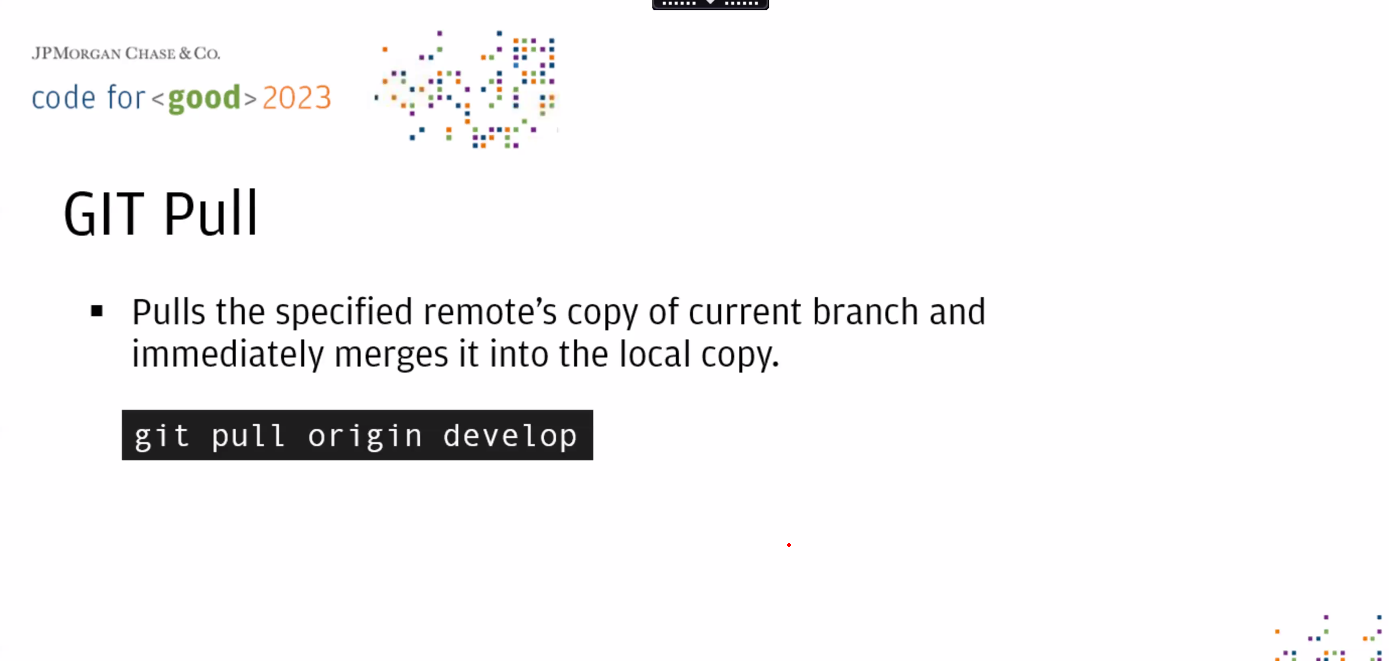 JPMORGAN CHASE & CO.
code for <good> 2023
GIT Pull
▪ Pulls the specified remote’s copy of current branch and
immediately merges it into the local copy.
git pull origin develop